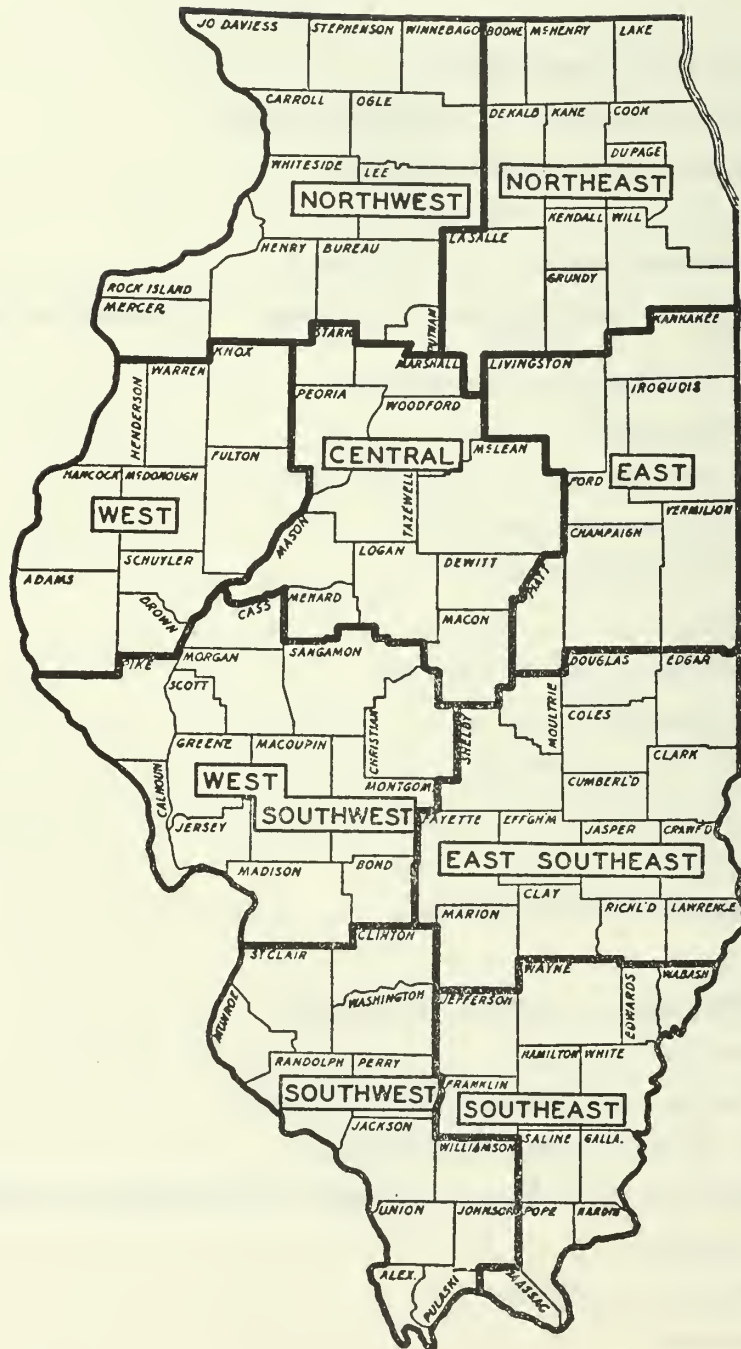 JO DAVIESS STEPHENSON WINNEBAGO BOONE McHENRY LAKE
CARROLL OGLE DEKALB KANE COOK
DUPAGE
WHITESIDE LEE
NORTHWEST NORTHEAST
KENDALL WILL
HENRY BUREAU LASALLE
GRUNDY
ROCK ISLAND
MERCER
PUTNAM
STARK KANKAKEE
KNOX
WARREN MARSHALL LIVINGSTON
HENDERSON
PEORIA WOODFORD IROQUOIS
FULTON CENTRAL McLEAN
HANCOCK McDONOUGH TAZEWELL FORD EAST
WEST MASON VERMILION
LOGAN CHAMPAIGN
ADAMS SCHUYLER DEWITT
BROWN CASS MENARD PIATT
MACON
PIKE MORGAN SANGAMON DOUGLAS EDGAR
SCOTT
MOULTRIE
COLES
SHELBY
CHRISTIAN
GREENE MACOUPIN CLARK
CALHOUN WEST MONTGOM CUMBERL'D
SOUTHWEST
JERSEY FAYETTE EFFGH'M JASPER CRAWF'D
EAST SOUTHEAST
MADISON BOND
CLAY
MARION RICHL'D LAWRENCE
CLINTON
ST CLAIR WAYNE WABASH
EDWARDS
WASHINGTON JEFFERSON
MONROE
HAMILTON WHITE
RANDOLPH PERRY
SOUTHWEST FRANKLIN
SOUTHEAST
JACKSON
WILLIAMSON SALINE GALLA.
UNION JOHNSON POPE HARDIN
ALEX.
PULASKI MASSAC